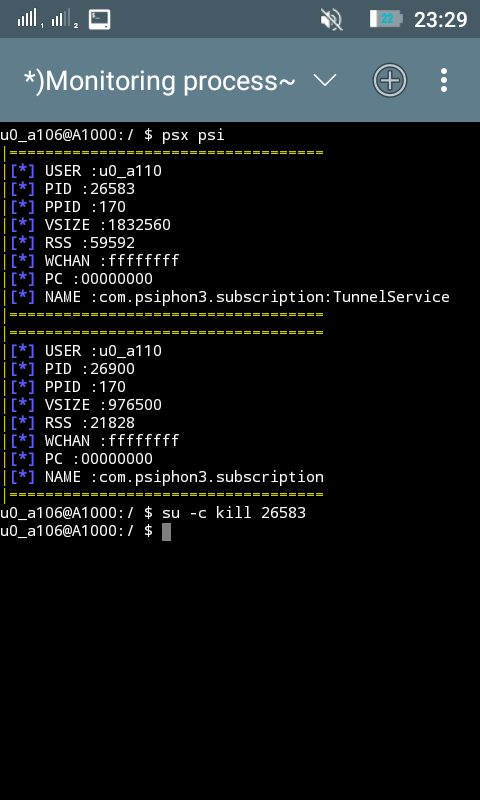 1 2 22 23:29
*)Monitoring process~
u0_a106@A1000:/ $ psx psi
|===================================
|[*] USER :u0_a110
|[*] PID :26583
|[*] PPID :170
|[*] VSIZE :1832560
|[*] RSS :59592
|[*] WCHAN :ffffffff
|[*] PC :00000000
|[*] NAME :com.psiphon3.subscription:TunnelService
|===================================
|===================================
|[*] USER :u0_a110
|[*] PID :26900
|[*] PPID :170
|[*] VSIZE :976500
|[*] RSS :21828
|[*] WCHAN :ffffffff
|[*] PC :00000000
|[*] NAME :com.psiphon3.subscription
|===================================
u0_a106@A1000:/ $ su -c kill 26583
u0_a106@A1000:/ $